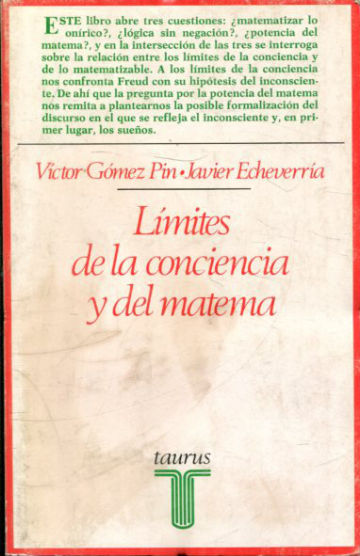 ESTE libro abre tres cuestiones: ¿matematizar lo
onírico?, ¿lógica sin negación?, ¿potencia del
matema?, y en la intersección de las tres se interroga
sobre la relación entre los límites de la conciencia y
de lo matematizable. A los límites de la conciencia
nos confronta Freud con su hipótesis del inconscien-
te. De ahí que la pregunta por la potencia del matema
nos remita a plantearnos la posible formalización del
discurso en el que se refleja el inconsciente y, en pri-
mer lugar, los sueños.
Víctor Gómez Pin • Javier Echeverría
Límites
de la conciencia
y del matema
taurus